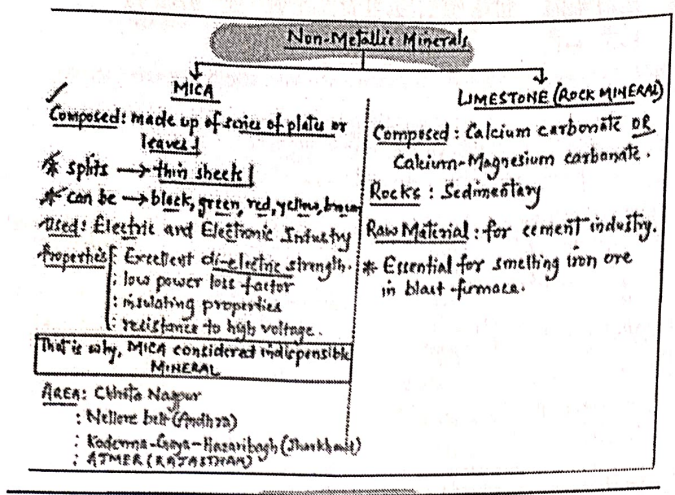 Non-Metallic Minerals
MICA
Composed: made up of series of plates or
leaves
* splits → thin sheets
* can be → black, green, red, yellow, brown
Used: Electric and Electronic Industry
Properties: Excellent di-electric strength.
: low power loss factor
: insulating properties
: resistance to high voltage.
That is why, MICA considered indispensible
MINERAL
AREA: Chhota Nagpur
: Nellore belt (Andhra)
: Koderma-Gaya-Hazaribagh (Jharkhand)
: AJMER (RAJASTHAN)
LIMESTONE (ROCK MINERAL)
Composed: Calcium carbonate OR
Calcium-Magnesium carbonate.
Rocks: Sedimentary
Raw Material: for cement industry.
* Essential for smelting iron ore
in blast-furnace.